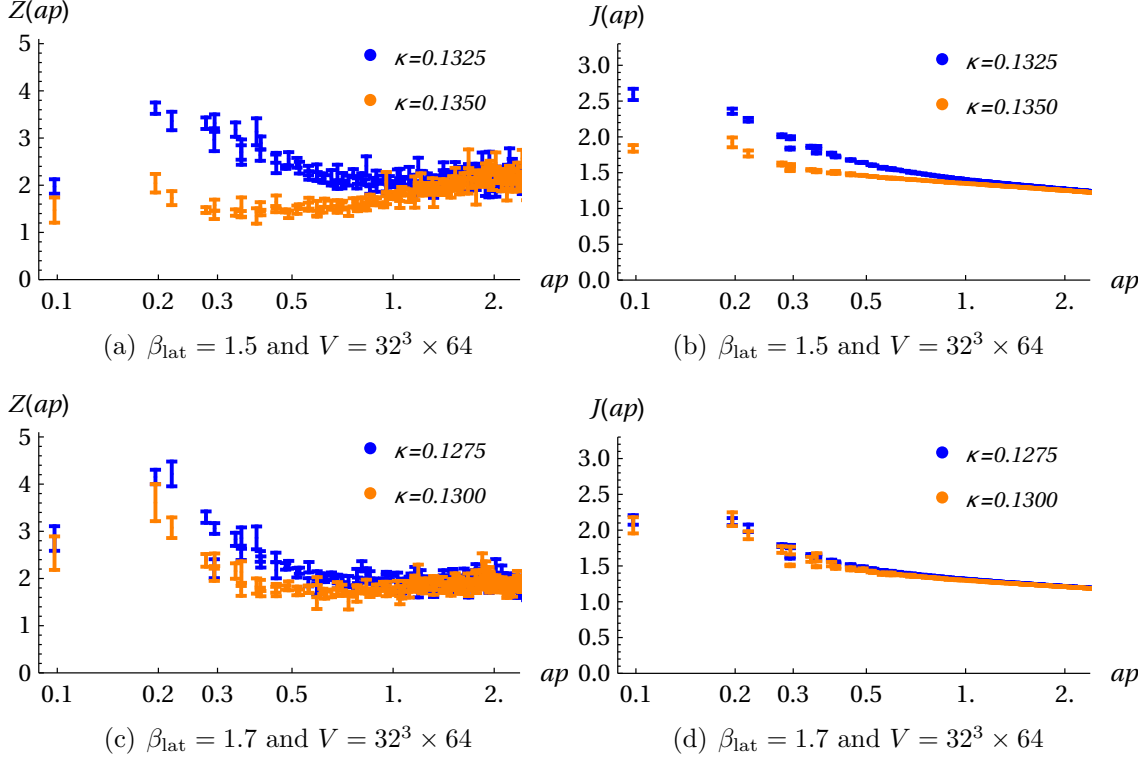 Z(ap)
5
4
3
2
1
0
κ=0.1325
κ=0.1350
0.1 0.2 0.3 0.5 1. 2. ap
(a) β_lat = 1.5 and V = 32³ × 64
J(ap)
3.0
2.5
2.0
1.5
1.0
0.5
0.0
κ=0.1325
κ=0.1350
0.1 0.2 0.3 0.5 1. 2. ap
(b) β_lat = 1.5 and V = 32³ × 64
Z(ap)
5
4
3
2
1
0
κ=0.1275
κ=0.1300
0.1 0.2 0.3 0.5 1. 2. ap
(c) β_lat = 1.7 and V = 32³ × 64
J(ap)
3.0
2.5
2.0
1.5
1.0
0.5
0.0
κ=0.1275
κ=0.1300
0.1 0.2 0.3 0.5 1. 2. ap
(d) β_lat = 1.7 and V = 32³ × 64